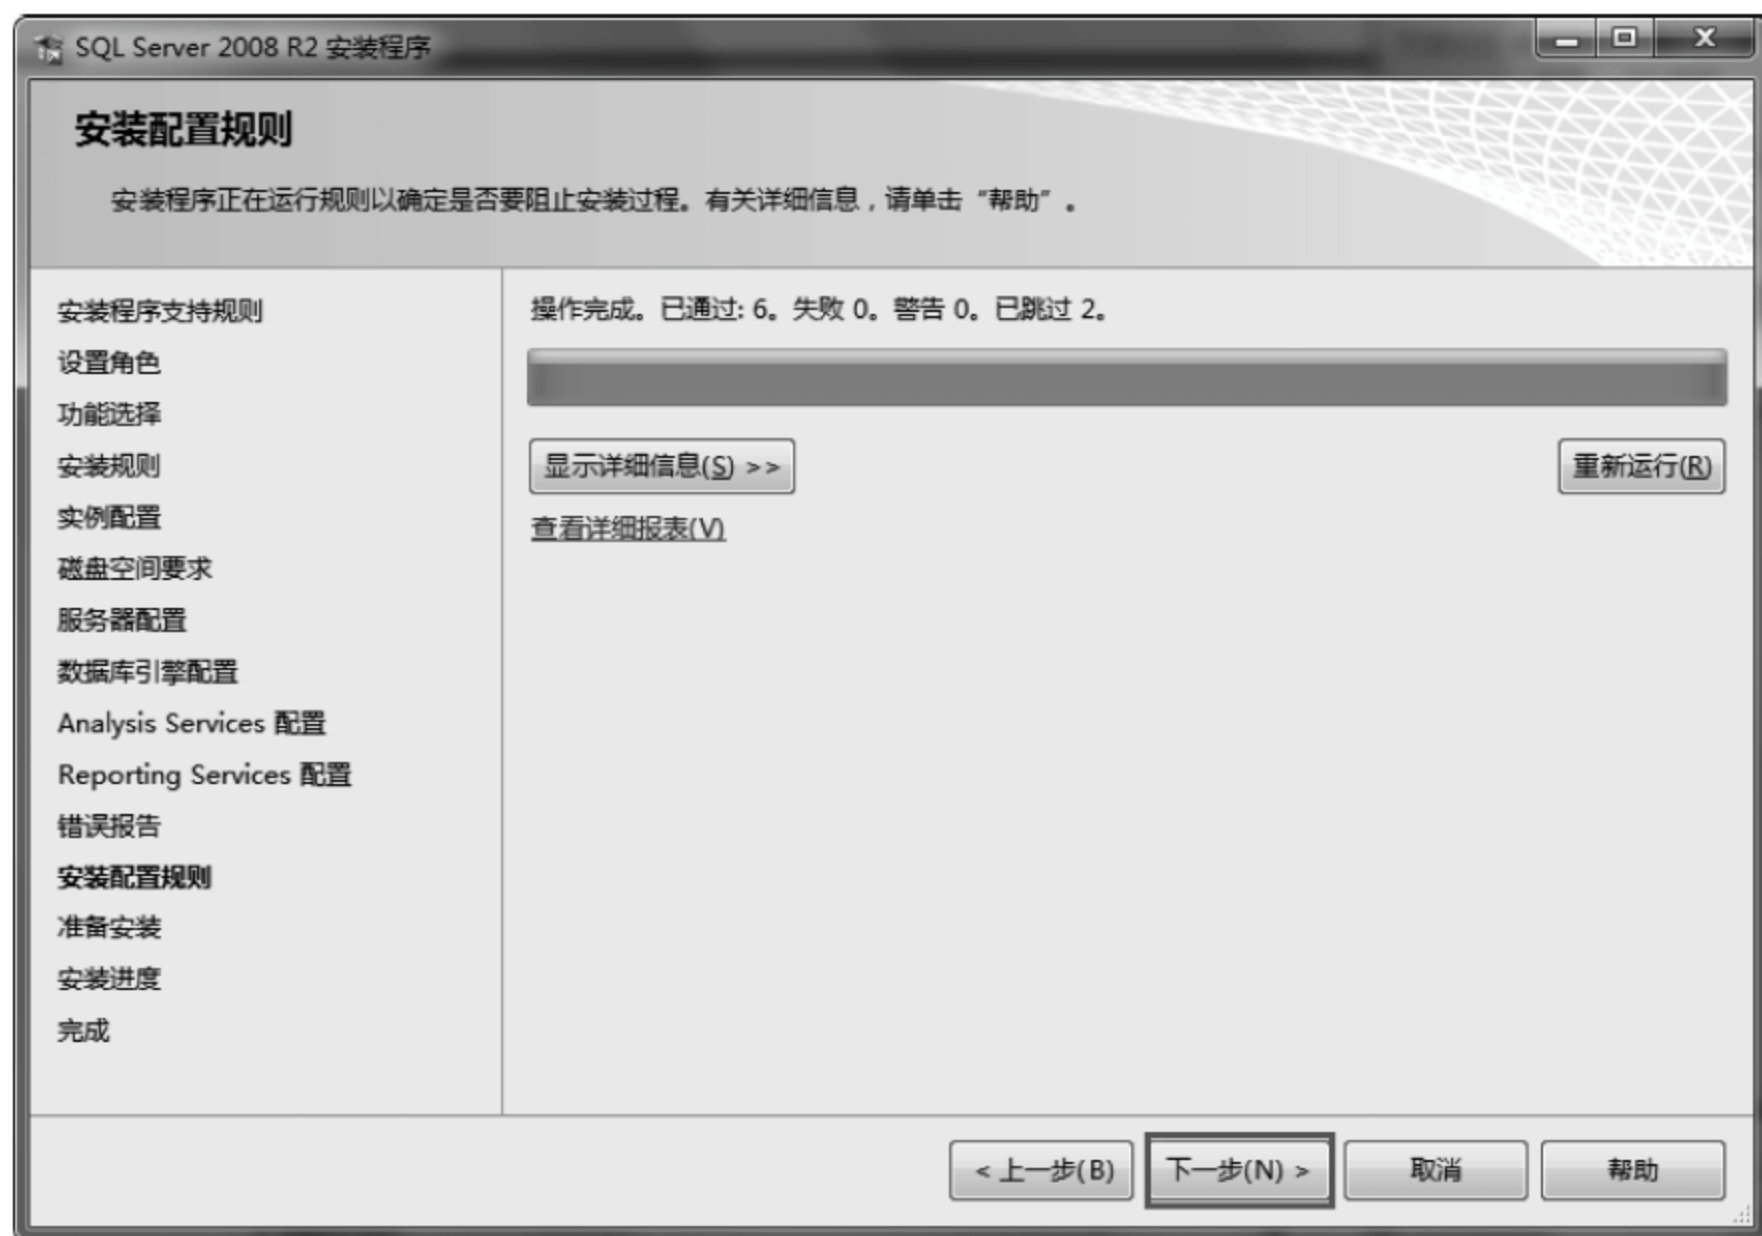 SQL Server 2008 R2 安装程序
安装配置规则
安装程序正在运行规则以确定是否要阻止安装过程。有关详细信息，请单击“帮助”。
安装程序支持规则
设置角色
功能选择
安装规则
实例配置
磁盘空间要求
服务器配置
数据库引擎配置
Analysis Services 配置
Reporting Services 配置
错误报告
安装配置规则
准备安装
安装进度
完成
操作完成。已通过: 6。失败 0。警告 0。已跳过 2。
显示详细信息(S) >>
重新运行(R)
查看详细报表(V)
< 上一步(B)
下一步(N) >
取消
帮助